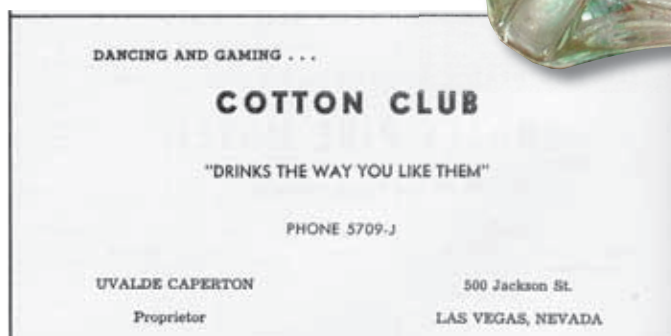 DANCING AND GAMING . . .
COTTON CLUB
"DRINKS THE WAY YOU LIKE THEM"
PHONE 5709-J
UVALDE CAPERTON
500 Jackson St.
Proprietor
LAS VEGAS, NEVADA